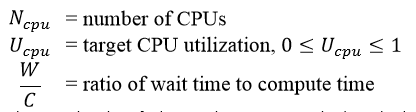 N_cpu = number of CPUs
U_cpu = target CPU utilization, 0 ≤ U_cpu ≤ 1
W/C = ratio of wait time to compute time